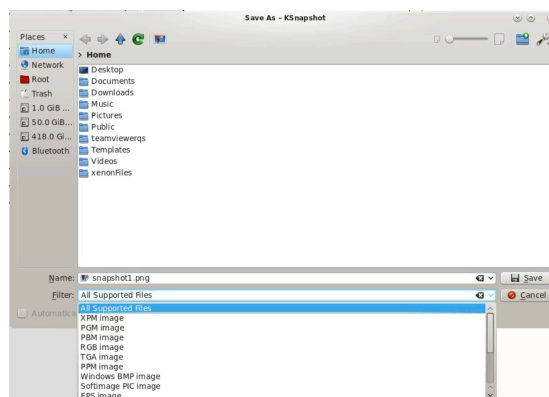 Save As – KSnapshot
Places
Home
Network
Root
Trash
1.0 GiB ...
50.0 GiB...
418.0 Gi...
Bluetooth
> Home
Desktop
Documents
Downloads
Music
Pictures
Public
teamviewerqs
Templates
Videos
xenonFiles
Name: snapshot1.png
Save
Filter: All Supported Files
Cancel
Automatica
All Supported Files
XPM image
PGM image
PBM image
RGB image
TGA image
PPM image
Windows BMP image
Softimage PIC image
EPS image